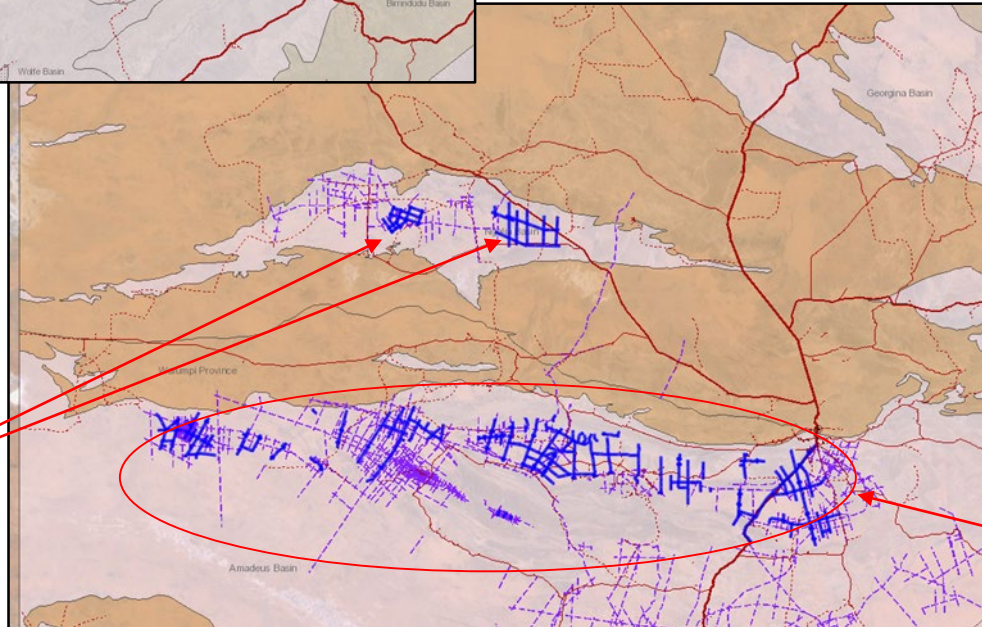 Birrindudu Basin
Wolfe Basin
Georgina Basin
Warumpi Province
Amadeus Basin